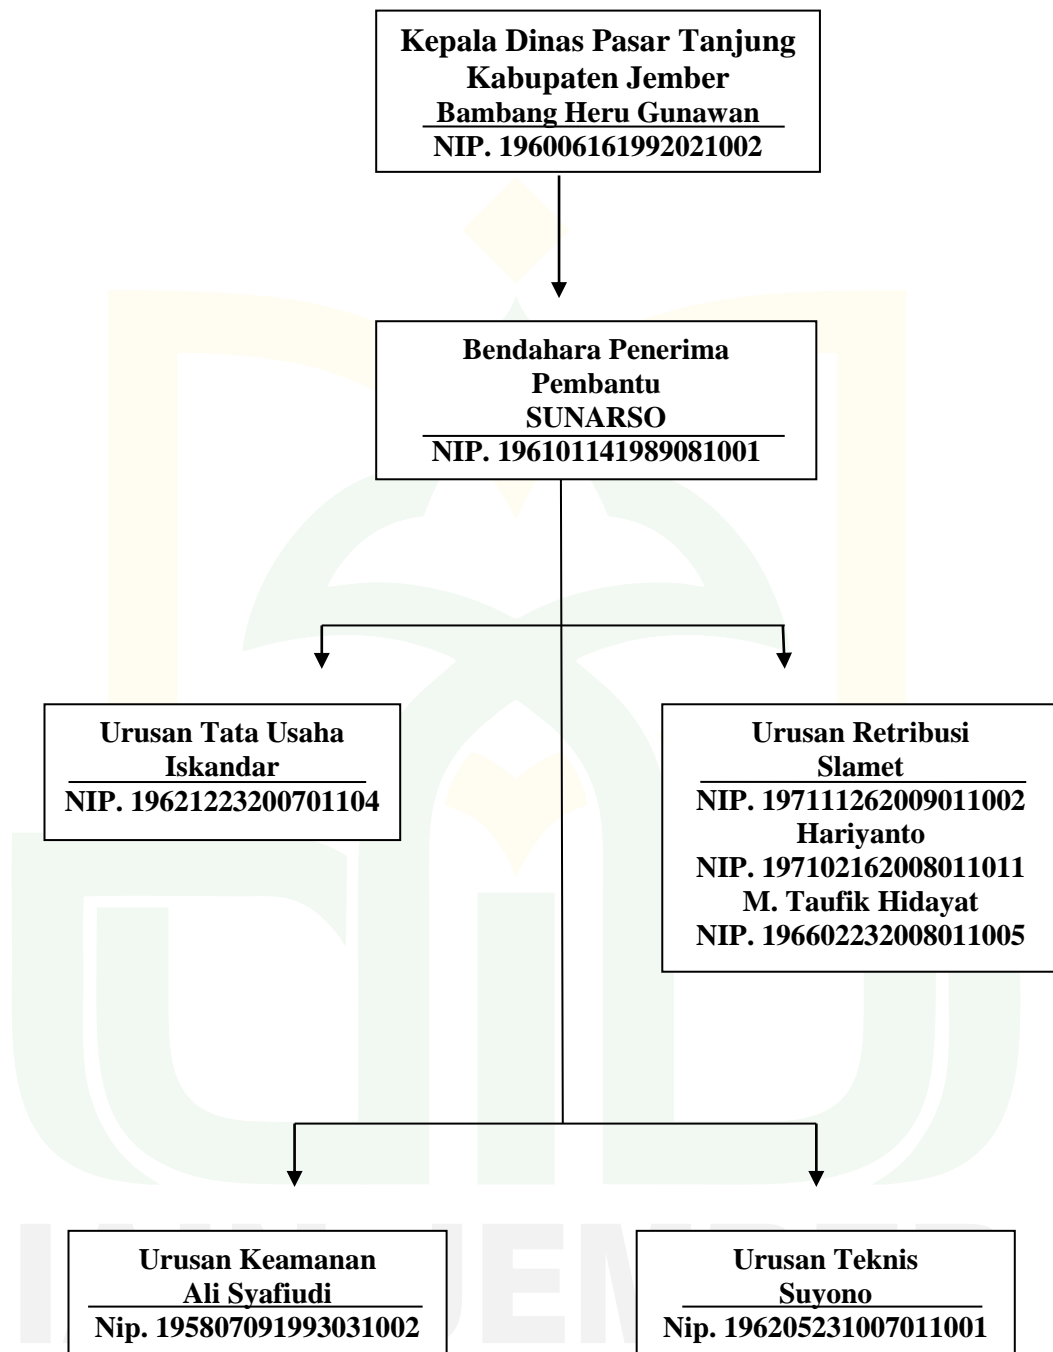 Kepala Dinas Pasar Tanjung
Kabupaten Jember
Bambang Heru Gunawan
NIP. 196006161992021002
Bendahara Penerima
Pembantu
SUNARSO
NIP. 196101141989081001
Urusan Tata Usaha
Iskandar
NIP. 19621223200701104
Urusan Retribusi
Slamet
NIP. 197111262009011002
Hariyanto
NIP. 197102162008011011
M. Taufik Hidayat
NIP. 196602232008011005
Urusan Keamanan
Ali Syafiudi
Nip. 195807091993031002
Urusan Teknis
Suyono
Nip. 196205231007011001